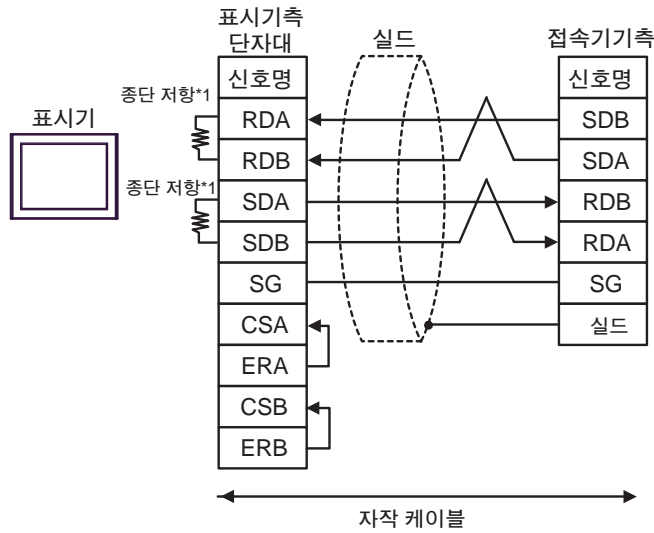 표시기측
단자대
실드
접속기기측
신호명
신호명
종단 저항*1
표시기
RDA
SDB
RDB
SDA
종단 저항*1
SDA
RDB
SDB
RDA
SG
SG
CSA
실드
ERA
CSB
ERB
자작 케이블